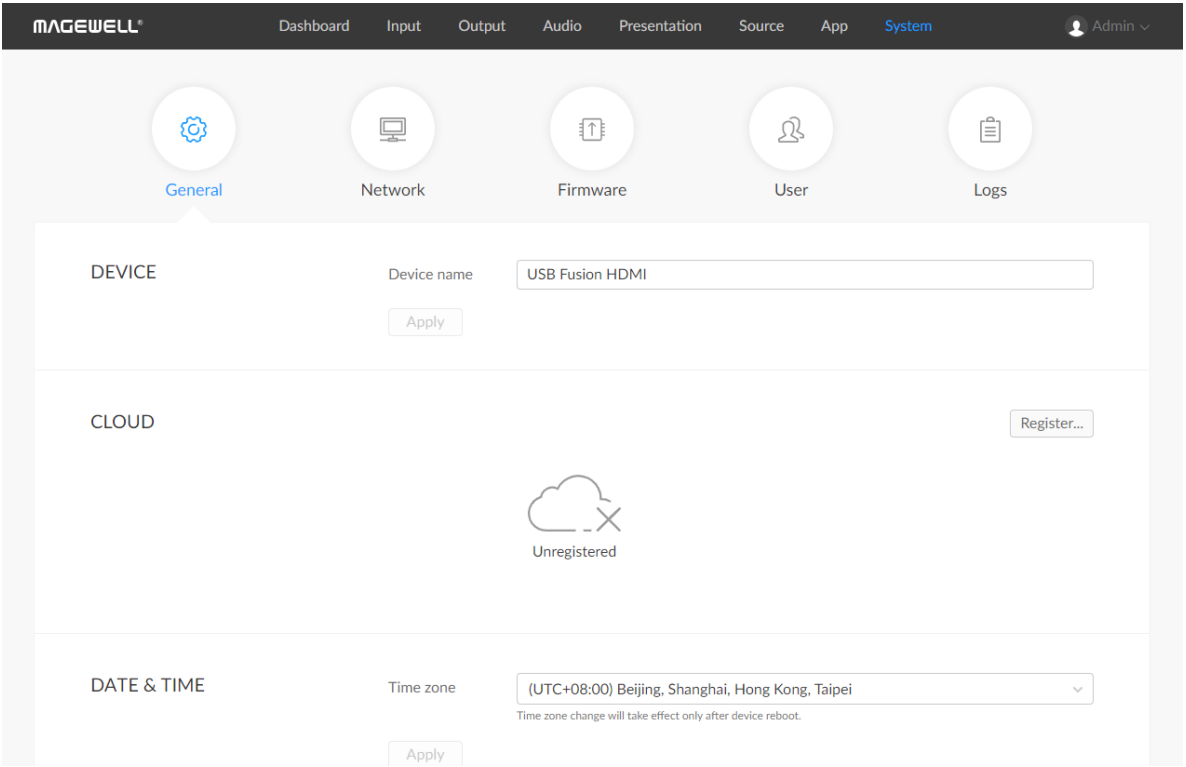 MAGEWELL® Dashboard Input Output Audio Presentation Source App System Admin
General Network Firmware User Logs
DEVICE Device name USB Fusion HDMI
Apply
CLOUD Register...
Unregistered
DATE & TIME Time zone (UTC+08:00) Beijing, Shanghai, Hong Kong, Taipei
Time zone change will take effect only after device reboot.
Apply